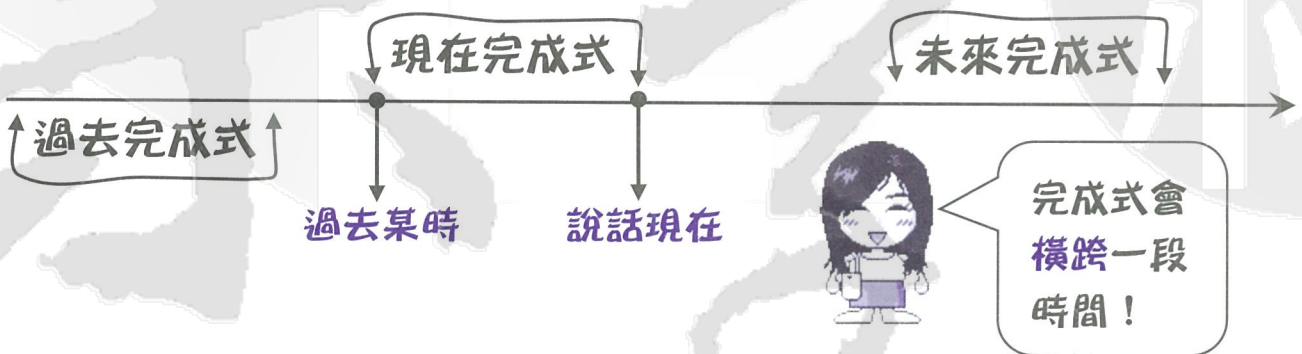 現在完成式
未來完成式
過去完成式
過去某時
說話現在
完成式會
橫跨一段
時間!